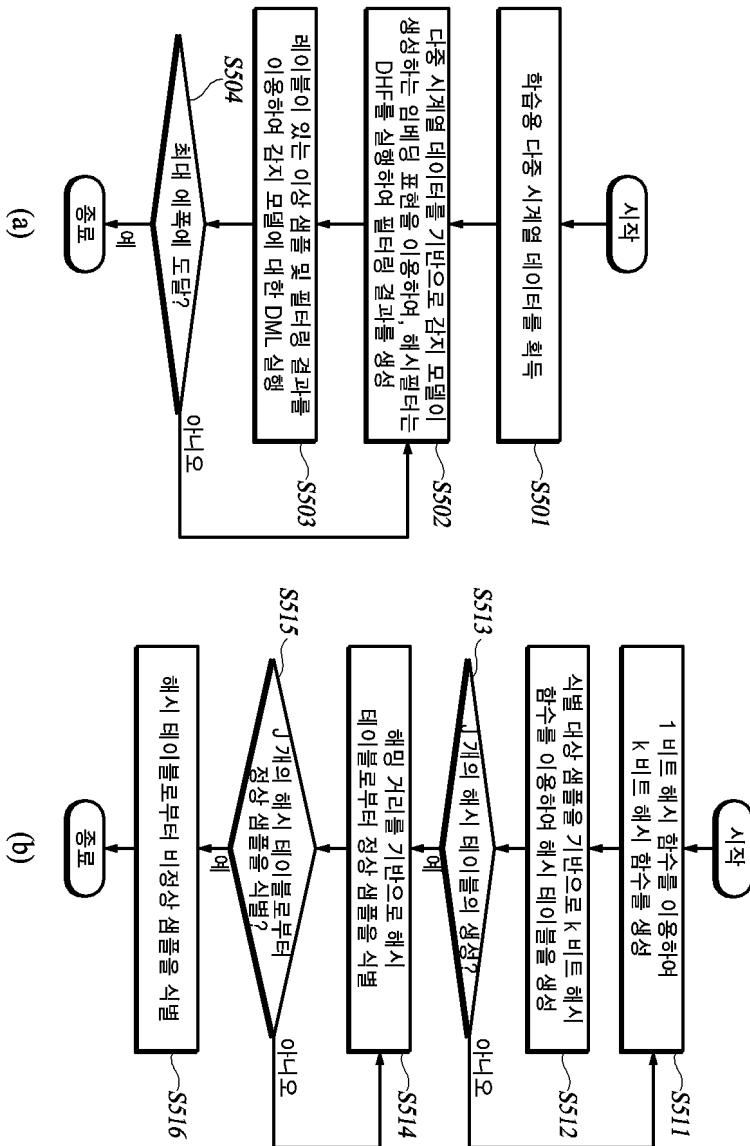 시작
학습용 다중 시계열 데이터를 획득
S501
다중 시계열 데이터를 기반으로 감지 모델이
생성하는 임베딩 표현을 이용하여, 해시필터는
DHF를 실행하여 필터링 결과를 생성
S502
레이블이 있는 이상 샘플 및 필터링 결과를
이용하여 감지 모델에 대한 DML 실행
S503
최대 에폭에 도달?
S504
아니오
예
종료
(a)
시작
1 비트 해시 함수를 이용하여
k 비트 해시 함수를 생성
S511
식별 대상 샘플을 기반으로 k 비트 해시
함수를 이용하여 해시 테이블을 생성
S512
J 개의 해시 테이블의 생성?
S513
아니오
예
해밍 거리를 기반으로 해시
테이블로부터 정상 샘플을 식별
S514
J 개의 해시 테이블로부터
정상 샘플을 식별?
S515
아니오
예
해시 테이블로부터 비정상 샘플을 식별
S516
종료
(b)